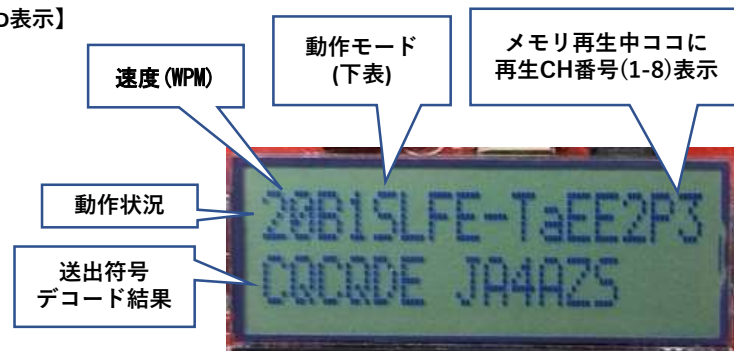 D表示】
速度(WPM)
動作モード
(下表)
メモリ再生中ココに
再生CH番号(1-8)表示
動作状況
送出符号
デコード結果
20B1SLFE-TaEE2P3
CQCQDE JA4AZS